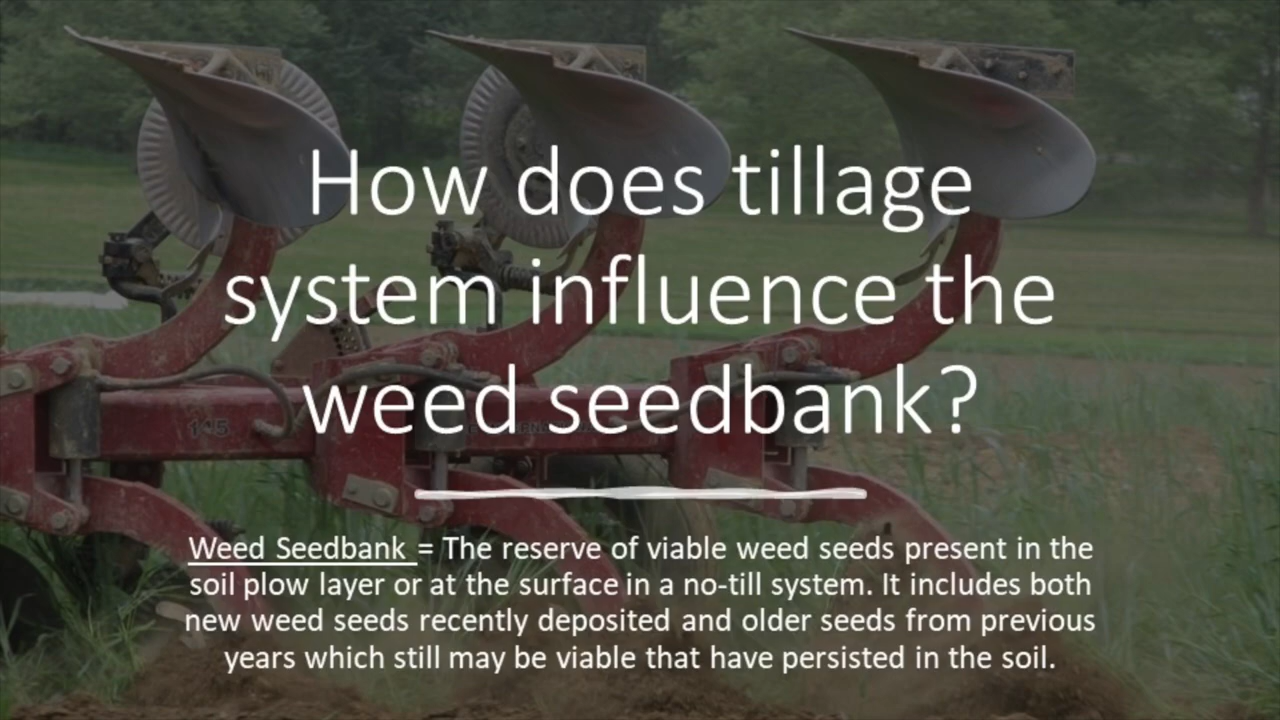 How does tillage
system influence the
weed seedbank?
Weed Seedbank = The reserve of viable weed seeds present in the
soil plow layer or at the surface in a no-till system. It includes both
new weed seeds recently deposited and older seeds from previous
years which still may be viable that have persisted in the soil.